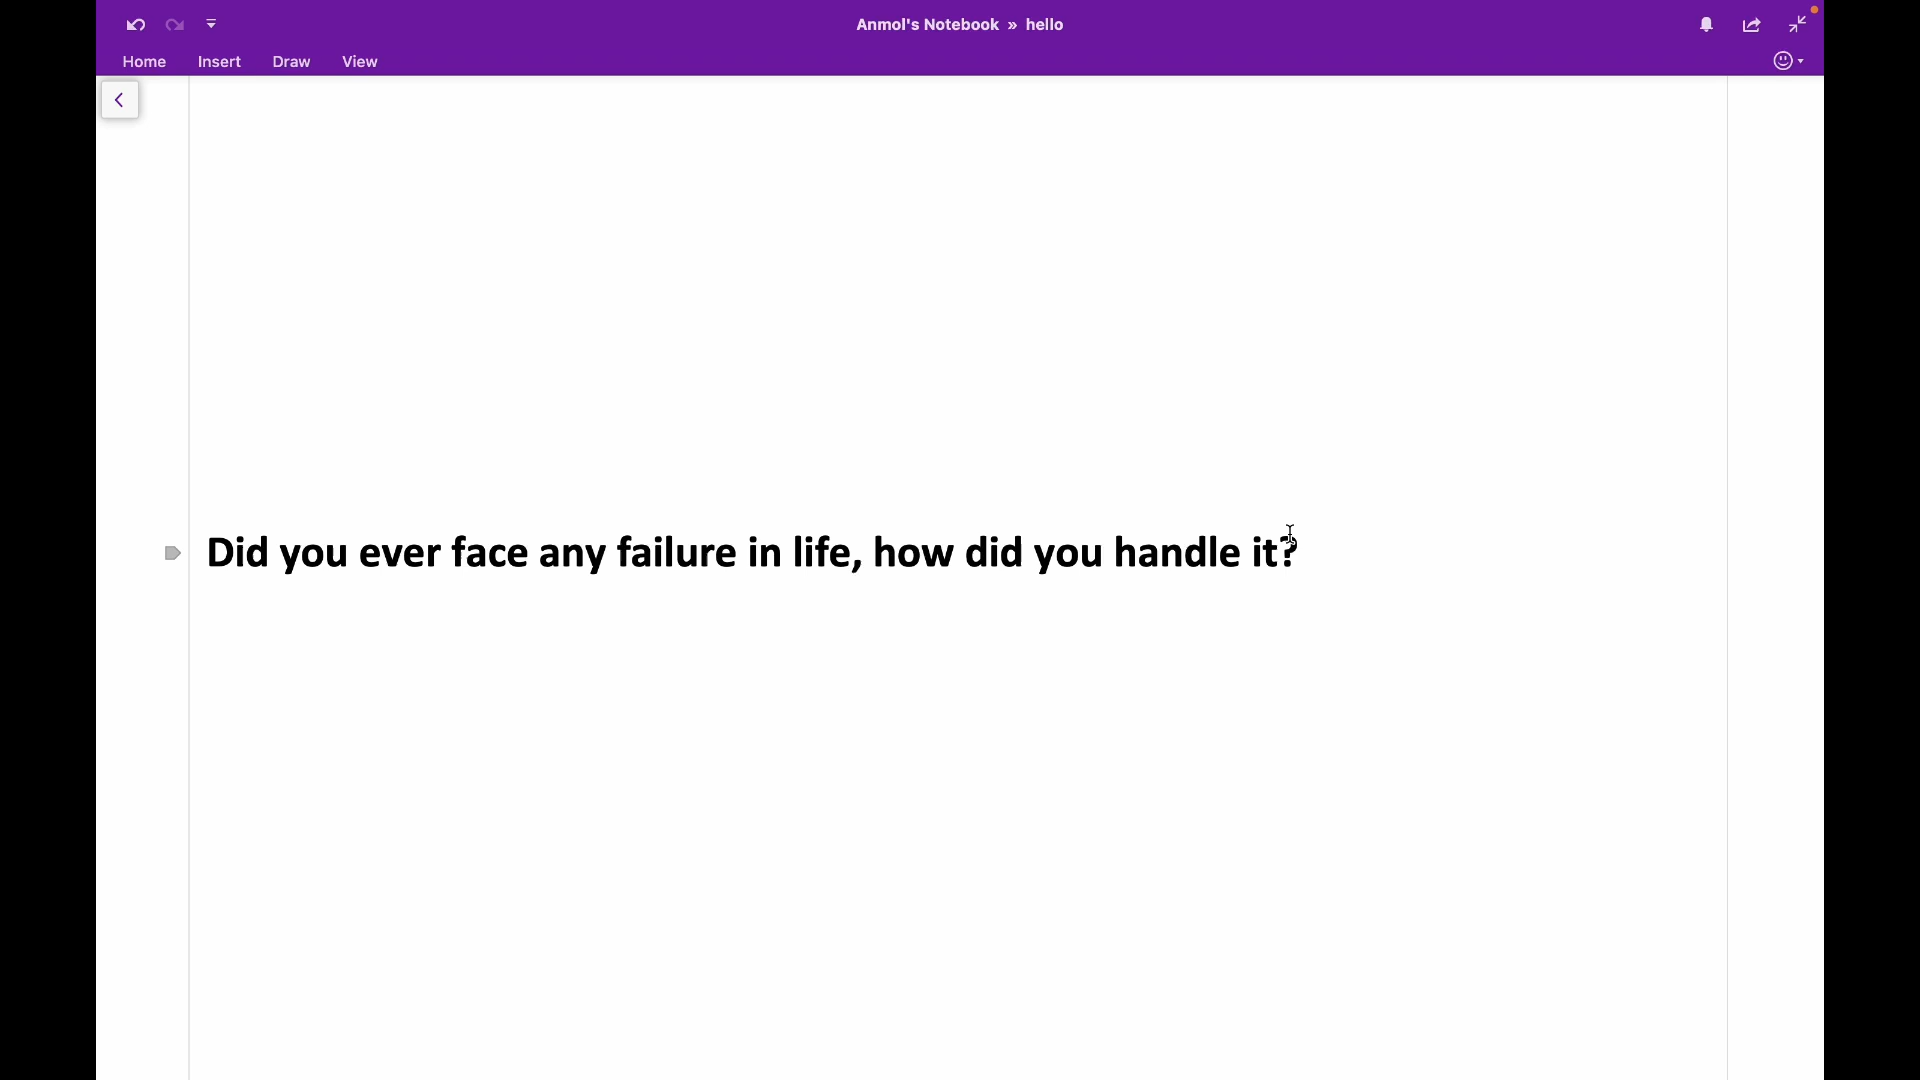 Anmol's Notebook » hello
Home Insert Draw View
Did you ever face any failure in life, how did you handle it?